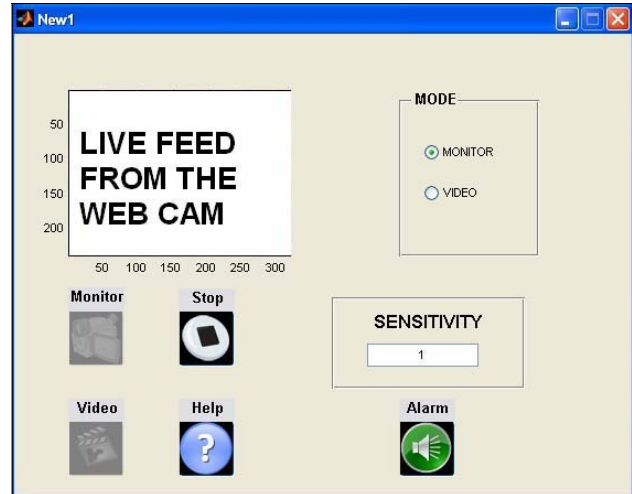 New1
50
100
150
200
LIVE FEED
FROM THE
WEB CAM
50 100 150 200 250 300
MODE
MONITOR
VIDEO
Monitor
Stop
SENSITIVITY
1
Video
Help
?
Alarm